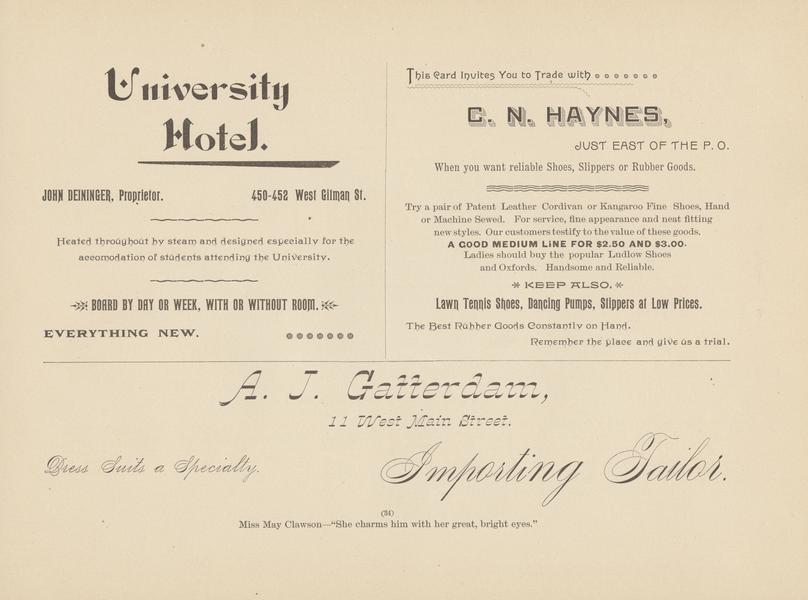 University
Hotel.
JOHN DEININGER, Proprietor. 450-452 West Gilman St.
Heated throughout by steam and designed especially for the
accomodation of students attending the University.
BOARD BY DAY OR WEEK, WITH OR WITHOUT ROOM.
EVERYTHING NEW.
This Card Invites You to Trade with
C. N. HAYNES,
JUST EAST OF THE P. O.
When you want reliable Shoes, Slippers or Rubber Goods.
Try a pair of Patent Leather Cordivan or Kangaroo Fine Shoes, Hand
or Machine Sewed. For service, fine appearance and neat fitting
new styles. Our customers testify to the value of these goods.
A GOOD MEDIUM LINE FOR $2.50 AND $3.00.
Ladies should buy the popular Ludlow Shoes
and Oxfords. Handsome and Reliable.
KEEP ALSO,
Lawn Tennis Shoes, Dancing Pumps, Slippers at Low Prices.
The Best Rubber Goods Constantly on Hand.
Remember the place and give us a trial.
A. J. Gatterdam,
11 West Main Street.
Dress Suits a Specialty. Importing Tailor.
(34)
Miss May Clawson—"She charms him with her great, bright eyes."